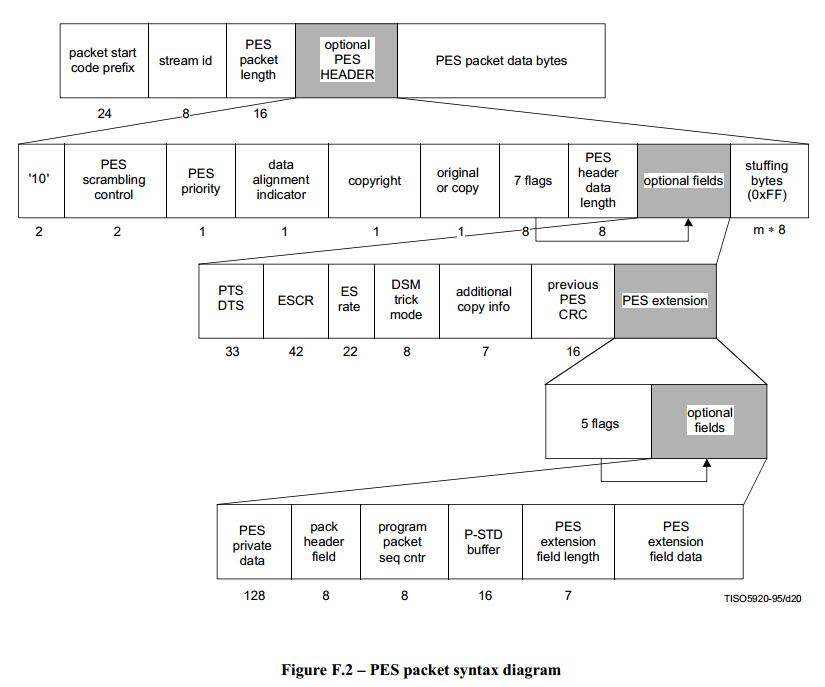 packet start
code prefix
stream id
PES
packet
length
optional
PES
HEADER
PES packet data bytes
24
8
16
'10'
PES
scrambling
control
PES
priority
data
alignment
indicator
copyright
original
or copy
7 flags
PES
header
data
length
optional fields
stuffing
bytes
(0xFF)
2
2
1
1
1
1
8
8
m ∗ 8
PTS
DTS
ESCR
ES
rate
DSM
trick
mode
additional
copy info
previous
PES
CRC
PES extension
33
42
22
8
7
16
5 flags
optional
fields
PES
private
data
pack
header
field
program
packet
seq cntr
P-STD
buffer
PES
extension
field length
PES
extension
field data
128
8
8
16
7
TISO5920-95/d20
Figure F.2 – PES packet syntax diagram